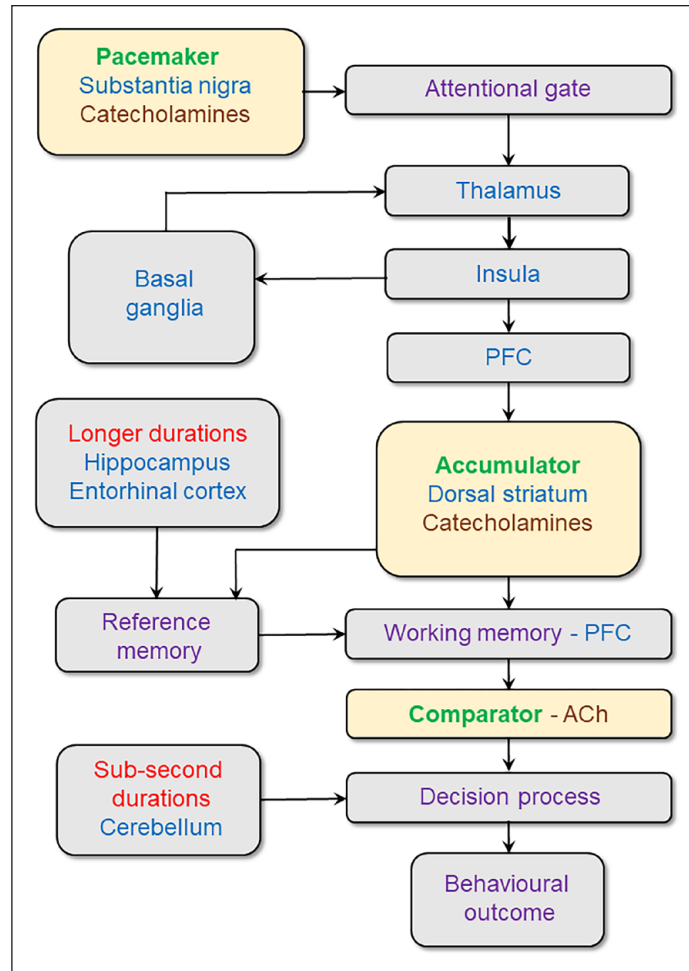 Pacemaker
Substantia nigra
Catecholamines
Attentional gate
Thalamus
Basal
ganglia
Insula
PFC
Longer durations
Hippocampus
Entorhinal cortex
Accumulator
Dorsal striatum
Catecholamines
Reference
memory
Working memory - PFC
Comparator - ACh
Sub-second
durations
Cerebellum
Decision process
Behavioural
outcome